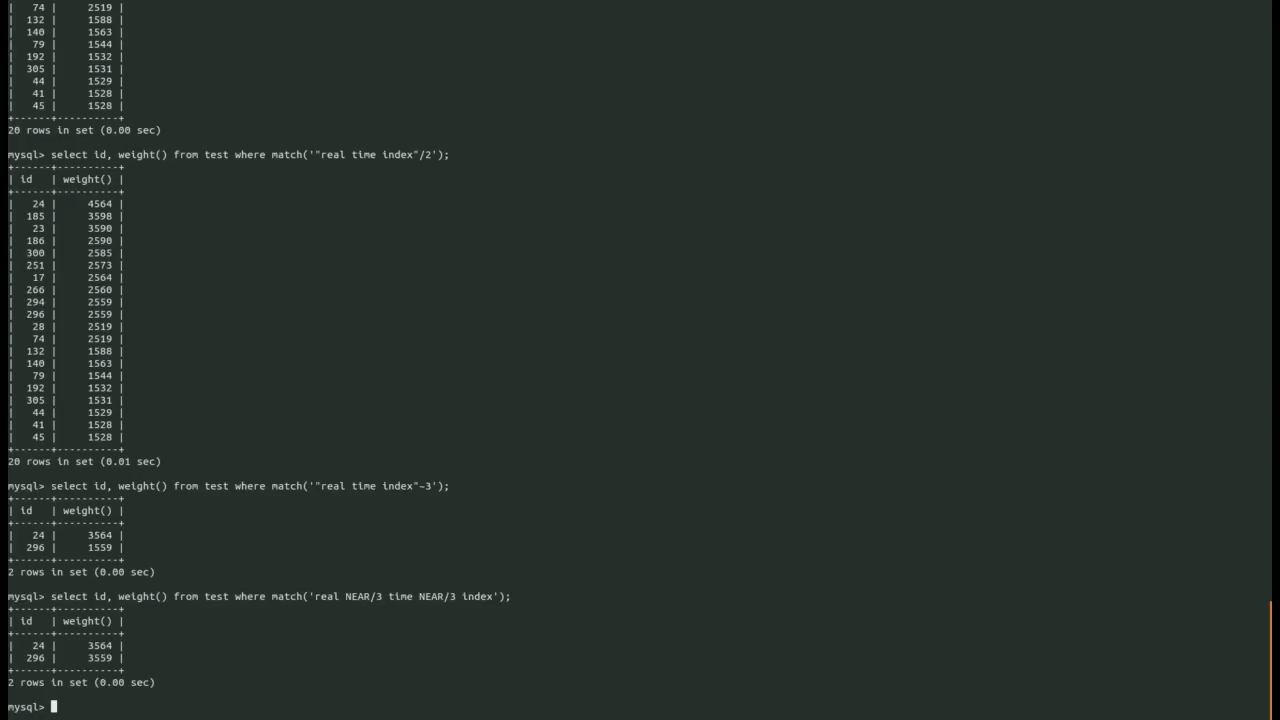 |   74 |     2519 |
|  132 |     1588 |
|  140 |     1563 |
|   79 |     1544 |
|  192 |     1532 |
|  305 |     1531 |
|   44 |     1529 |
|   41 |     1528 |
|   45 |     1528 |
+------+----------+
20 rows in set (0.00 sec)
mysql> select id, weight() from test where match('"real time index"/2');
+------+----------+
| id   | weight() |
+------+----------+
|   24 |     4564 |
|  185 |     3598 |
|   23 |     3590 |
|  186 |     2590 |
|  300 |     2585 |
|  251 |     2573 |
|   17 |     2564 |
|  266 |     2560 |
|  294 |     2559 |
|  296 |     2559 |
|   28 |     2519 |
|   74 |     2519 |
|  132 |     1588 |
|  140 |     1563 |
|   79 |     1544 |
|  192 |     1532 |
|  305 |     1531 |
|   44 |     1529 |
|   41 |     1528 |
|   45 |     1528 |
+------+----------+
20 rows in set (0.01 sec)
mysql> select id, weight() from test where match('"real time index"~3');
+------+----------+
| id   | weight() |
+------+----------+
|   24 |     3564 |
|  296 |     1559 |
+------+----------+
2 rows in set (0.00 sec)
mysql> select id, weight() from test where match('real NEAR/3 time NEAR/3 index');
+------+----------+
| id   | weight() |
+------+----------+
|   24 |     3564 |
|  296 |     3559 |
+------+----------+
2 rows in set (0.00 sec)
mysql>